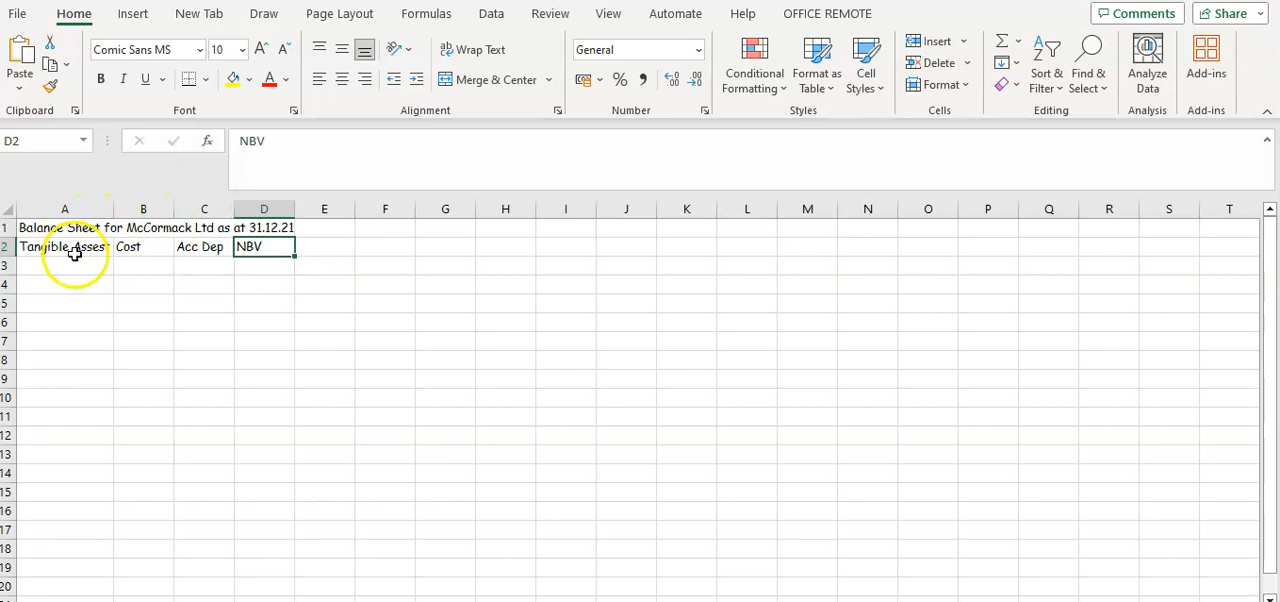 File Home Insert New Tab Draw Page Layout Formulas Data Review View Automate Help OFFICE REMOTE Comments Share
Paste
Clipboard
Comic Sans MS 10 A A
B I U A
Font
ab Wrap Text
Merge & Center
Alignment
General
% 9
Number
Conditional
Formatting
Format as
Table
Cell
Styles
Styles
Insert
Delete
Format
Cells
Σ
Sort &
Filter
Find &
Select
Editing
Analyze
Data
Analysis
Add-ins
Add-ins
D2 fx NBV
A B C D E F G H I J K L M N O P Q R S T
1 Balance Sheet for McCormack Ltd as at 31.12.21
2 Tangible Assest Cost Acc Dep NBV
3
4
5
6
7
8
9
10
11
12
13
14
15
16
17
18
19
20